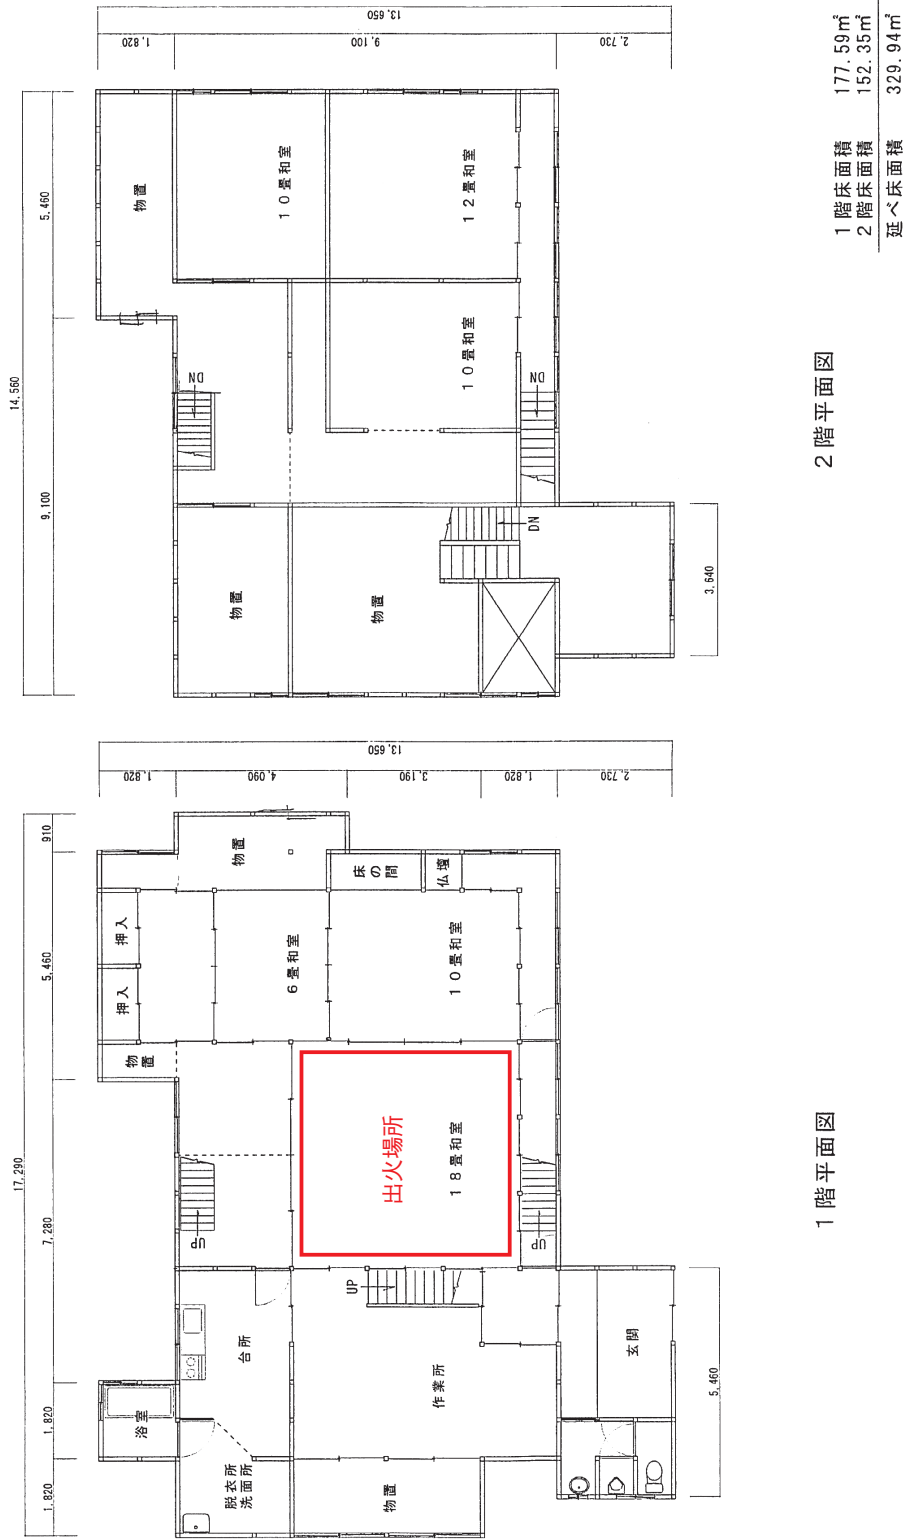 17,290
1,820
1,820
7,280
5,460
910
浴室
物置
押入
押入
脱衣所
洗面所
台所
UP
物置
6畳和室
物置
作業所
UP
出火場所
18畳和室
10畳和室
床の間
仏壇
UP
玄関
5,460
1,820
4,090
3,190
1,820
2,730
13,650
1階平面図
14,560
9,100
5,460
物置
物置
DN
10畳和室
物置
DN
10畳和室
12畳和室
DN
3,640
1,820
9,100
2,730
13,650
2階平面図
1階床面積 177.59㎡
2階床面積 152.35㎡
延べ床面積 329.94㎡